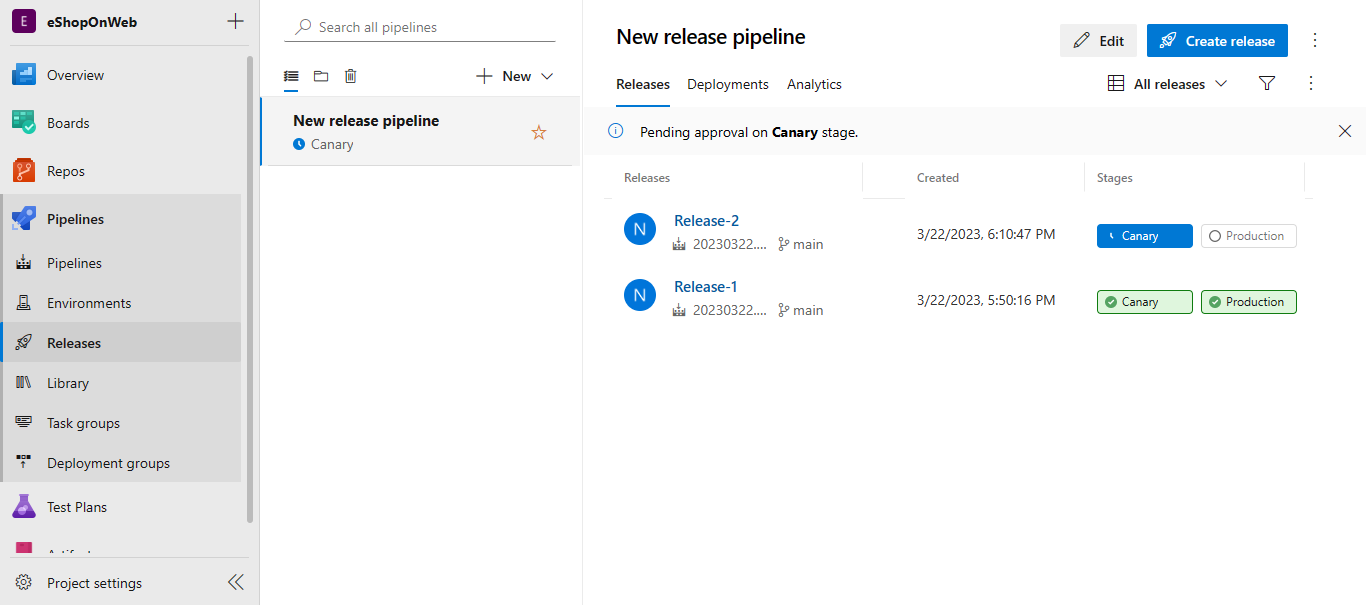 E eShopOnWeb
Overview
Boards
Repos
Pipelines
Pipelines
Environments
Releases
Library
Task groups
Deployment groups
Test Plans
Project settings
Search all pipelines
New
New release pipeline
Canary
New release pipeline
Edit
Create release
Releases Deployments Analytics
All releases
Pending approval on Canary stage.
Releases Created Stages
N Release-2
20230322.... main
3/22/2023, 6:10:47 PM
Canary Production
N Release-1
20230322.... main
3/22/2023, 5:50:16 PM
Canary Production